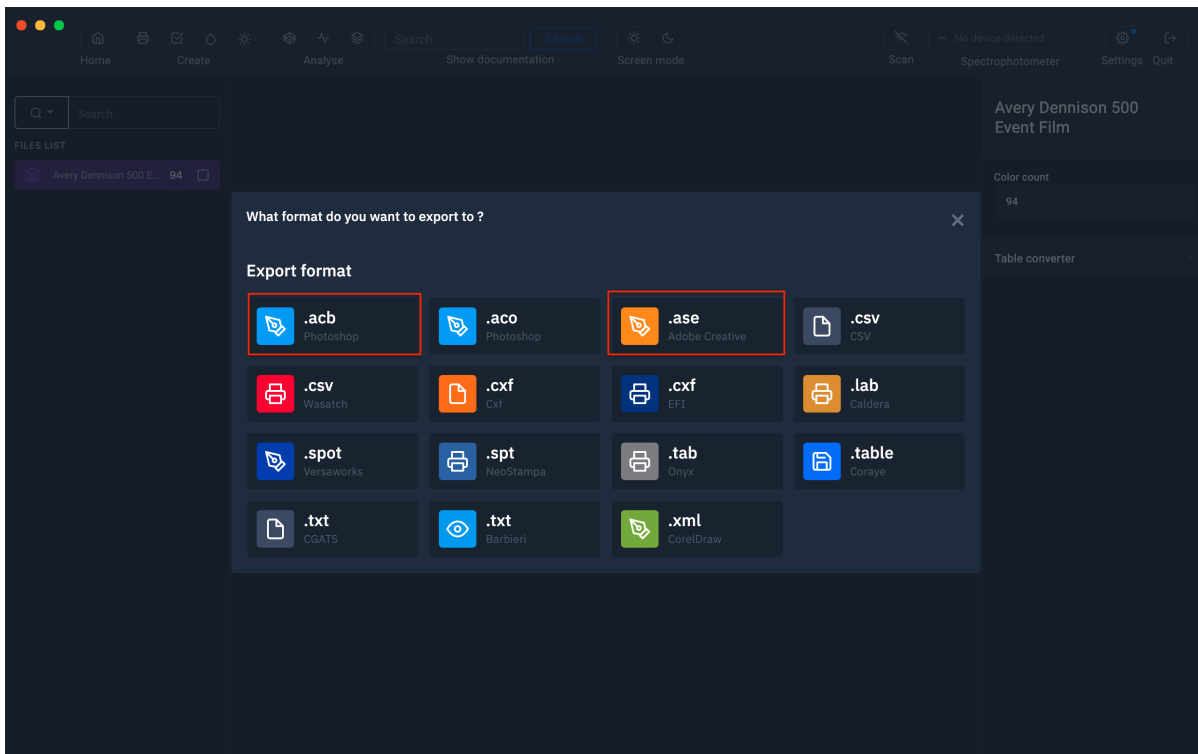 Search
Search
No device detected
Home
Create
Analyse
Show documentation
Screen mode
Scan
Spectrophotometer
Settings
Quit
Search
FILES LIST
Avery Dennison 500 E... 94
What format do you want to export to ?
Export format
.acb
Photoshop
.aco
Photoshop
.ase
Adobe Creative
.csv
CSV
.csv
Wasatch
.cxf
Cxf
.cxf
EFI
.lab
Caldera
.spot
Versaworks
.spt
NeoStampa
.tab
Onyx
.table
Coraye
.txt
CGATS
.txt
Barbieri
.xml
CorelDraw
Avery Dennison 500
Event Film
Color count
94
Table converter